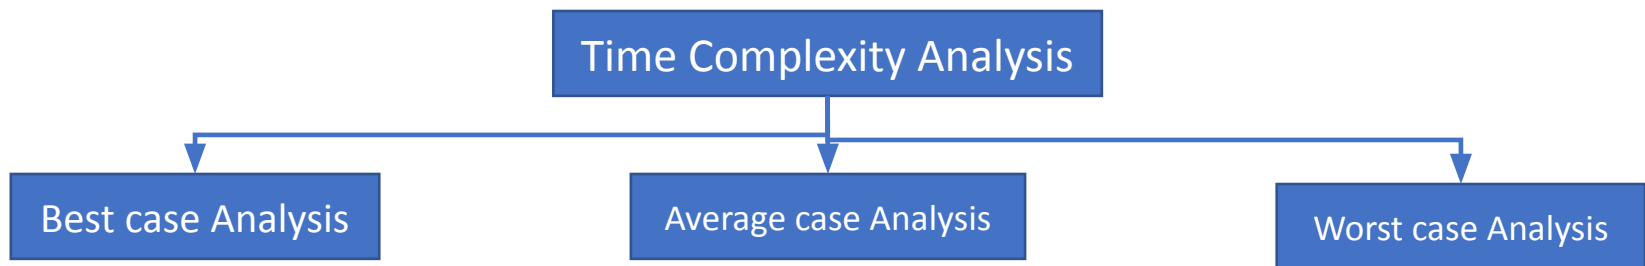 Time Complexity Analysis
Best case Analysis
Average case Analysis
Worst case Analysis